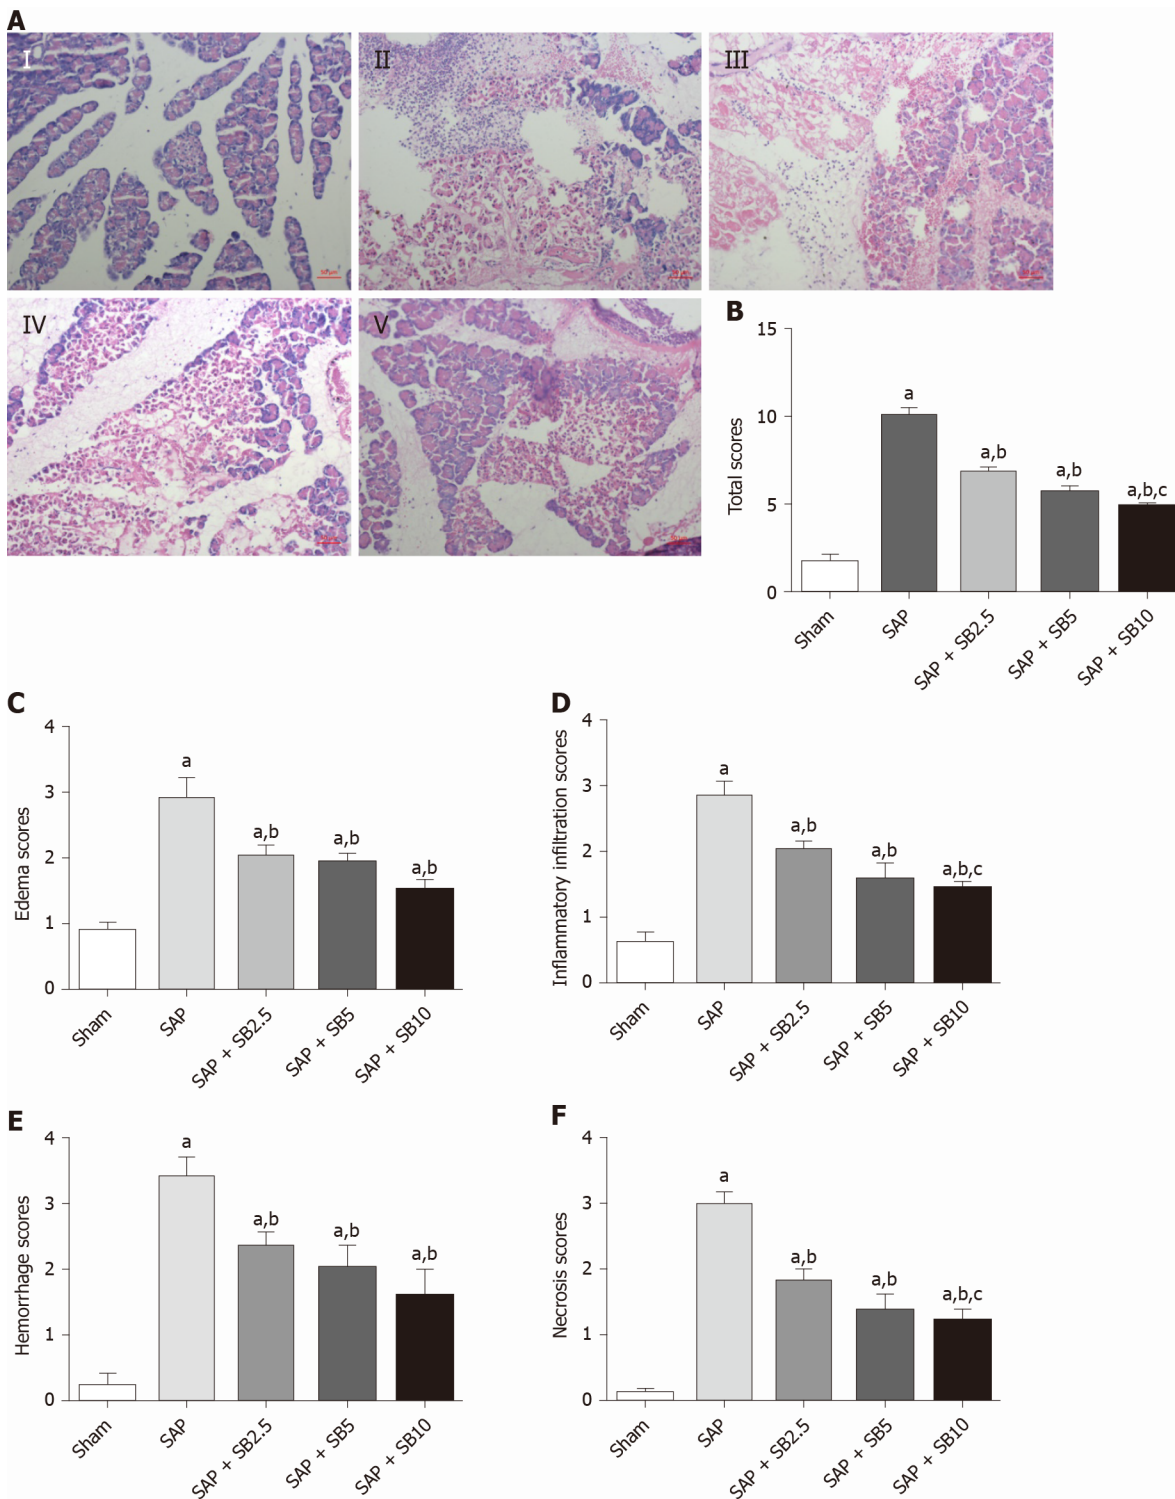 A
I
II
III
IV
V
50 μm
B
Total scores
15
10
5
0
a
a,b
a,b
a,b,c
Sham
SAP
SAP + SB2.5
SAP + SB5
SAP + SB10
C
Edema scores
4
3
2
1
0
a
a,b
a,b
a,b
Sham
SAP
SAP + SB2.5
SAP + SB5
SAP + SB10
D
Inflammatory infiltration scores
4
3
2
1
0
a
a,b
a,b
a,b,c
Sham
SAP
SAP + SB2.5
SAP + SB5
SAP + SB10
E
Hemorrhage scores
4
3
2
1
0
a
a,b
a,b
a,b
Sham
SAP
SAP + SB2.5
SAP + SB5
SAP + SB10
F
Necrosis scores
4
3
2
1
0
a
a,b
a,b
a,b,c
Sham
SAP
SAP + SB2.5
SAP + SB5
SAP + SB10